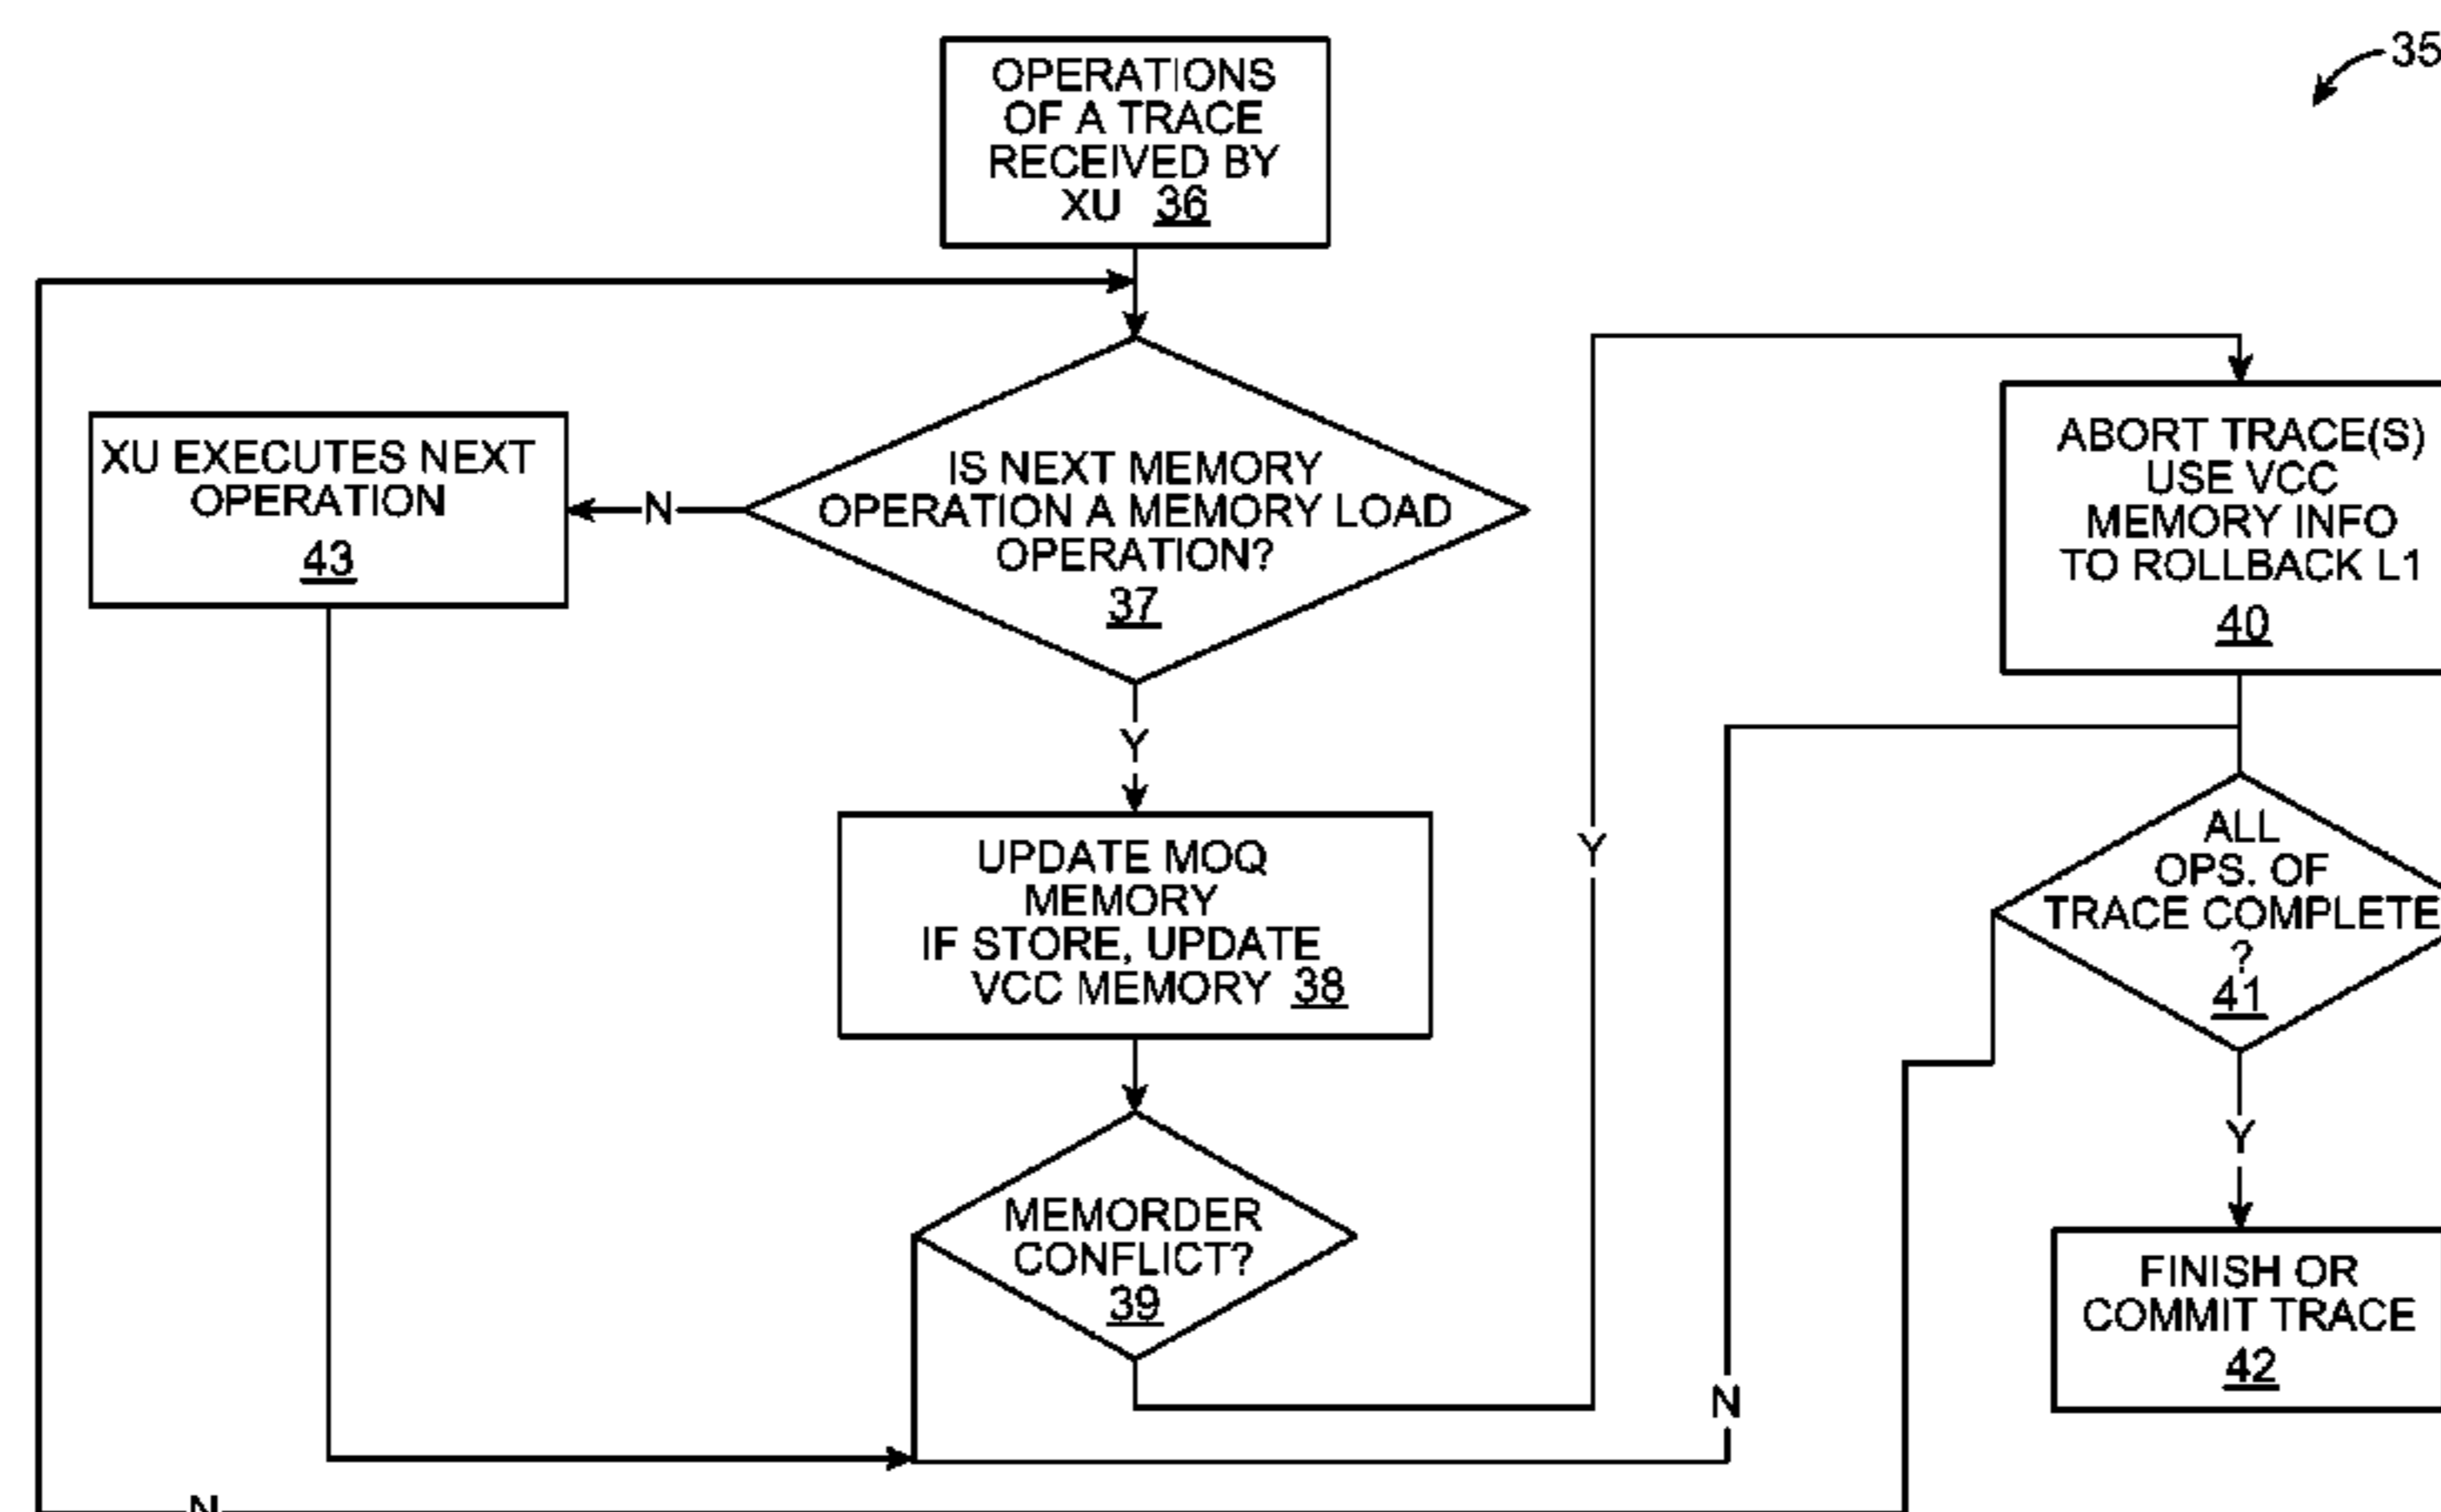 35
OPERATIONS
OF A TRACE
RECEIVED BY
XU 36
IS NEXT MEMORY
OPERATION A MEMORY LOAD
OPERATION?
37
N
XU EXECUTES NEXT
OPERATION
43
Y
UPDATE MOQ
MEMORY
IF STORE, UPDATE
VCC MEMORY 38
MEMORDER
CONFLICT?
39
Y
N
ABORT TRACE(S)
USE VCC
MEMORY INFO
TO ROLLBACK L1
40
ALL
OPS. OF
TRACE COMPLETE
?
41
Y
FINISH OR
COMMIT TRACE
42
N